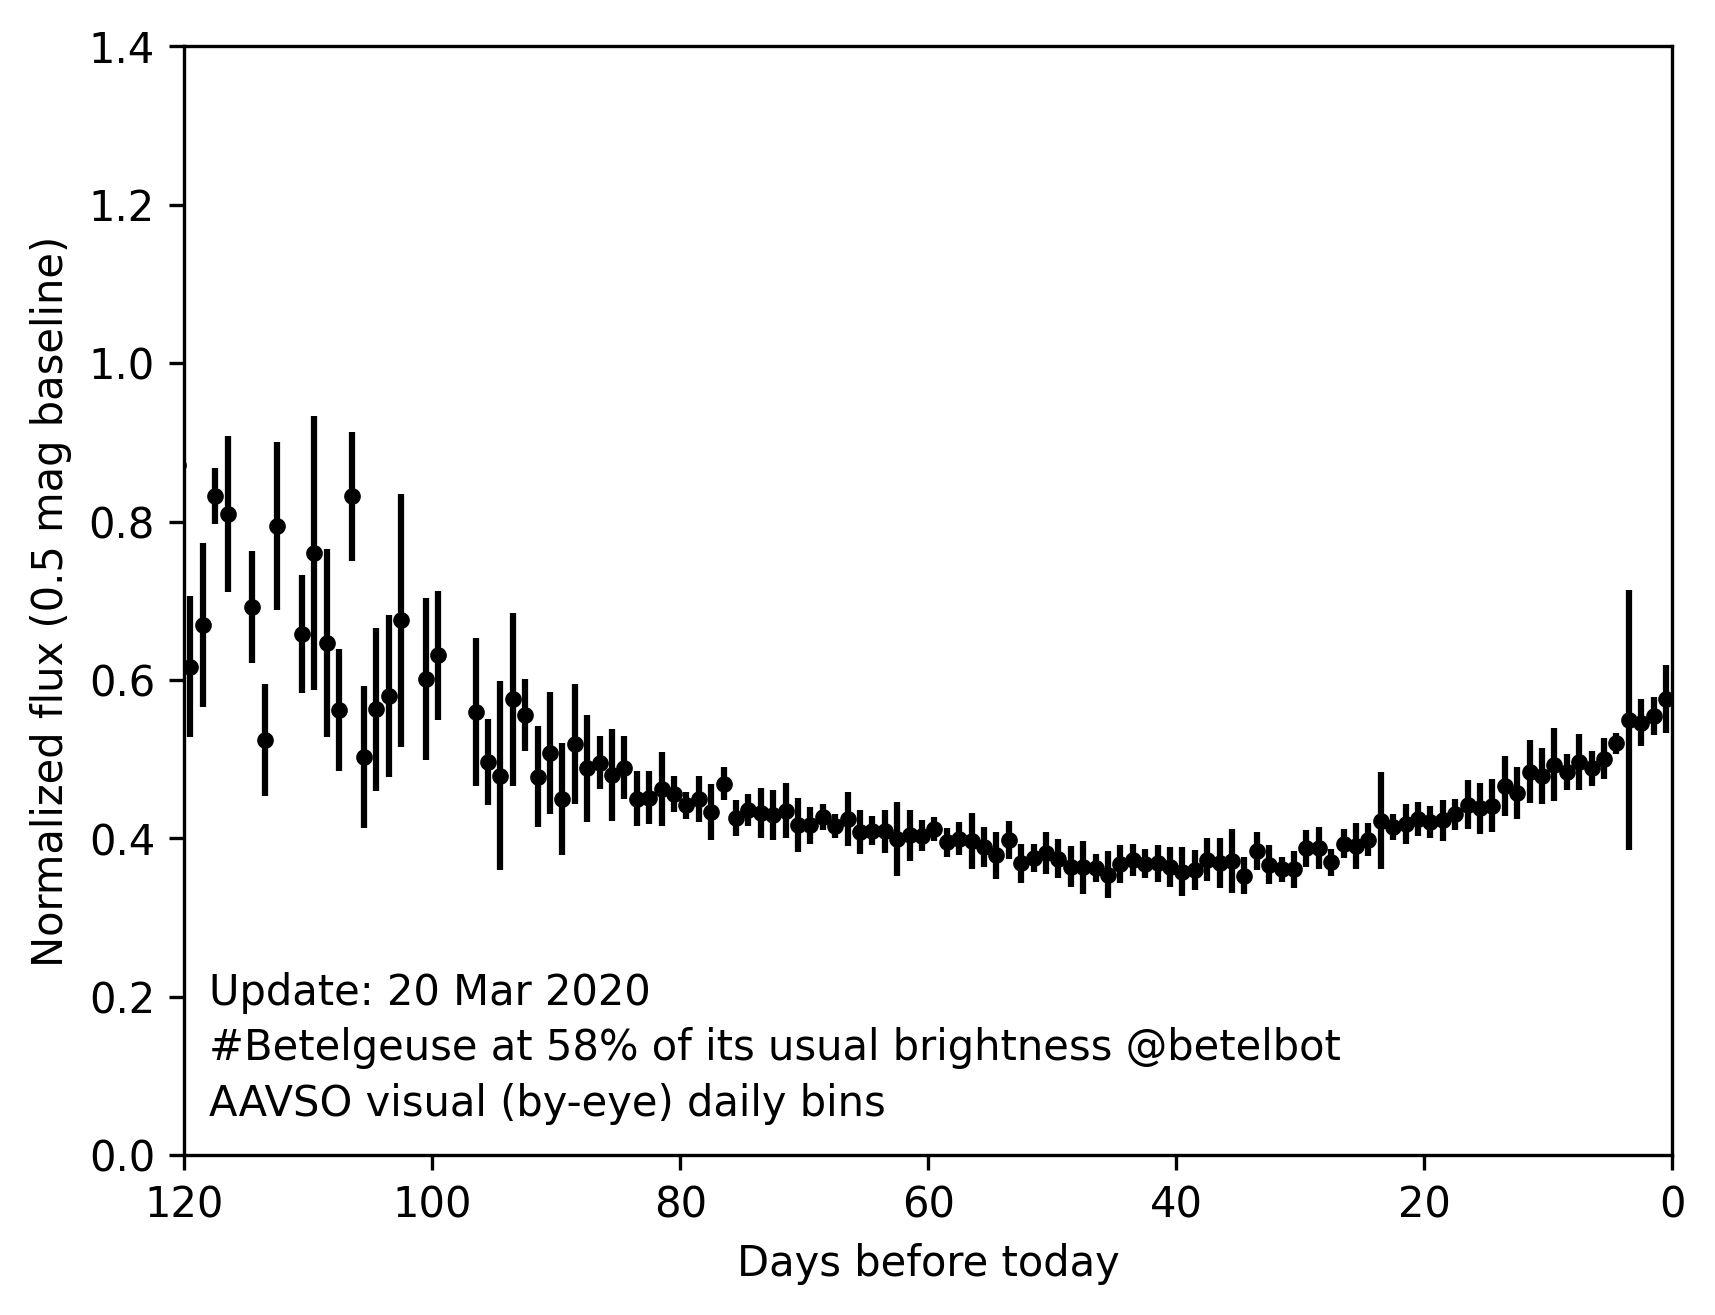 1.4
1.2
1.0
0.8
0.6
0.4
0.2
0.0
Normalized flux (0.5 mag baseline)
Update: 20 Mar 2020
#Betelgeuse at 58% of its usual brightness @betelbot
AAVSO visual (by-eye) daily bins
120 100 80 60 40 20 0
Days before today